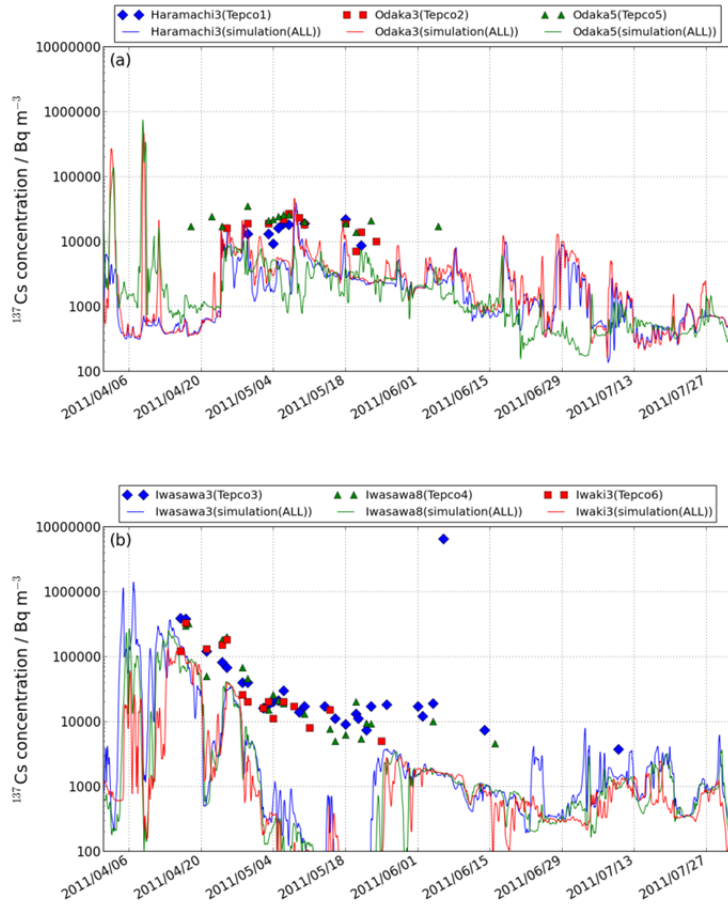 Haramachi3(Tepco1) Odaka3(Tepco2) Odaka5(Tepco5)
Haramachi3(simulation(ALL)) Odaka3(simulation(ALL)) Odaka5(simulation(ALL))
(a)
10000000
1000000
100000
10000
1000
100
¹³⁷Cs concentration / Bq m⁻³
2011/04/06 2011/04/20 2011/05/04 2011/05/18 2011/06/01 2011/06/15 2011/06/29 2011/07/13 2011/07/27
Iwasawa3(Tepco3) Iwasawa8(Tepco4) Iwaki3(Tepco6)
Iwasawa3(simulation(ALL)) Iwasawa8(simulation(ALL)) Iwaki3(simulation(ALL))
(b)
10000000
1000000
100000
10000
1000
100
¹³⁷Cs concentration / Bq m⁻³
2011/04/06 2011/04/20 2011/05/04 2011/05/18 2011/06/01 2011/06/15 2011/06/29 2011/07/13 2011/07/27